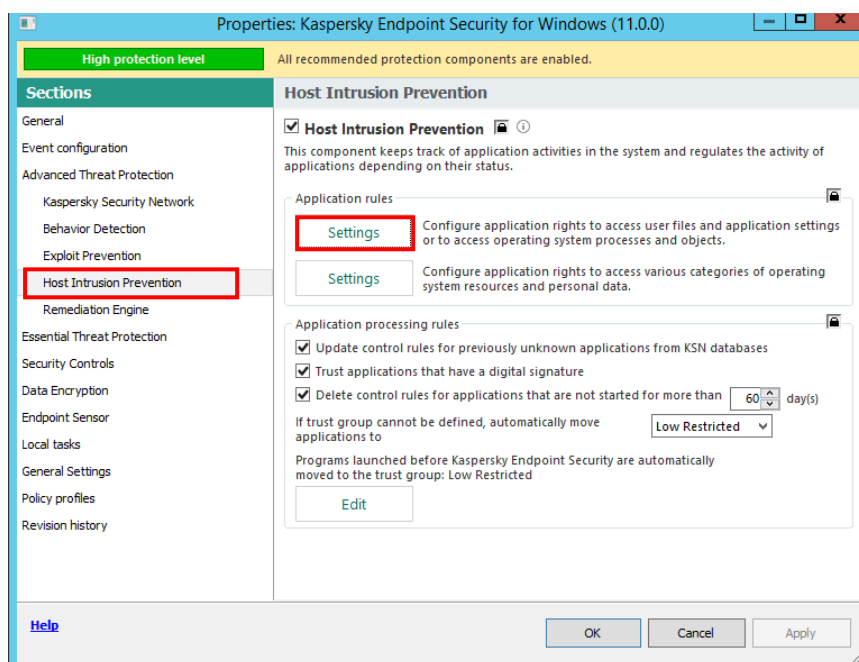 Properties: Kaspersky Endpoint Security for Windows (11.0.0)
High protection level
All recommended protection components are enabled.
Sections
General
Event configuration
Advanced Threat Protection
Kaspersky Security Network
Behavior Detection
Exploit Prevention
Host Intrusion Prevention
Remediation Engine
Essential Threat Protection
Security Controls
Data Encryption
Endpoint Sensor
Local tasks
General Settings
Policy profiles
Revision history
Host Intrusion Prevention
Host Intrusion Prevention
This component keeps track of application activities in the system and regulates the activity of
applications depending on their status.
Application rules
Settings
Configure application rights to access user files and application settings
or to access operating system processes and objects.
Settings
Configure application rights to access various categories of operating
system resources and personal data.
Application processing rules
Update control rules for previously unknown applications from KSN databases
Trust applications that have a digital signature
Delete control rules for applications that are not started for more than 60 day(s)
If trust group cannot be defined, automatically move
applications to
Low Restricted
Programs launched before Kaspersky Endpoint Security are automatically
moved to the trust group: Low Restricted
Edit
Help
OK
Cancel
Apply